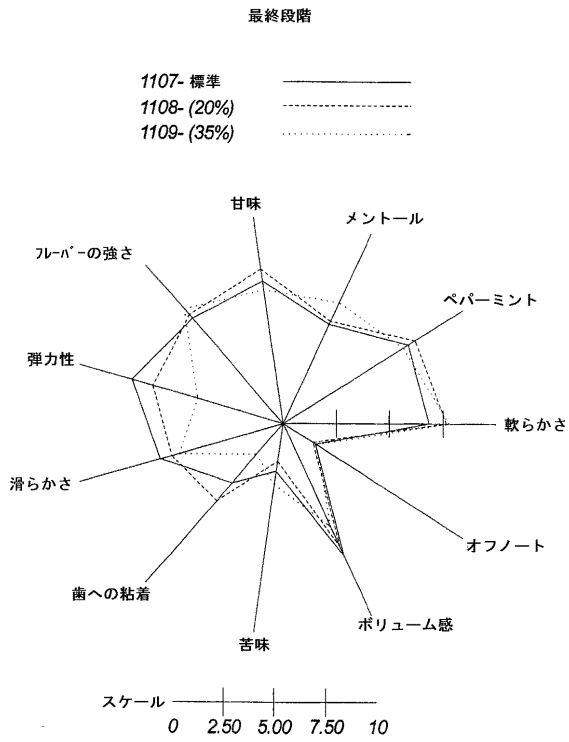 最終段階
1107- 標準
1108- (20%)
1109- (35%)
甘味
メントール
フレーバーの強さ
ペパーミント
弾力性
軟らかさ
滑らかさ
オフノート
歯への粘着
ボリューム感
苦味
スケール
0 2.50 5.00 7.50 10